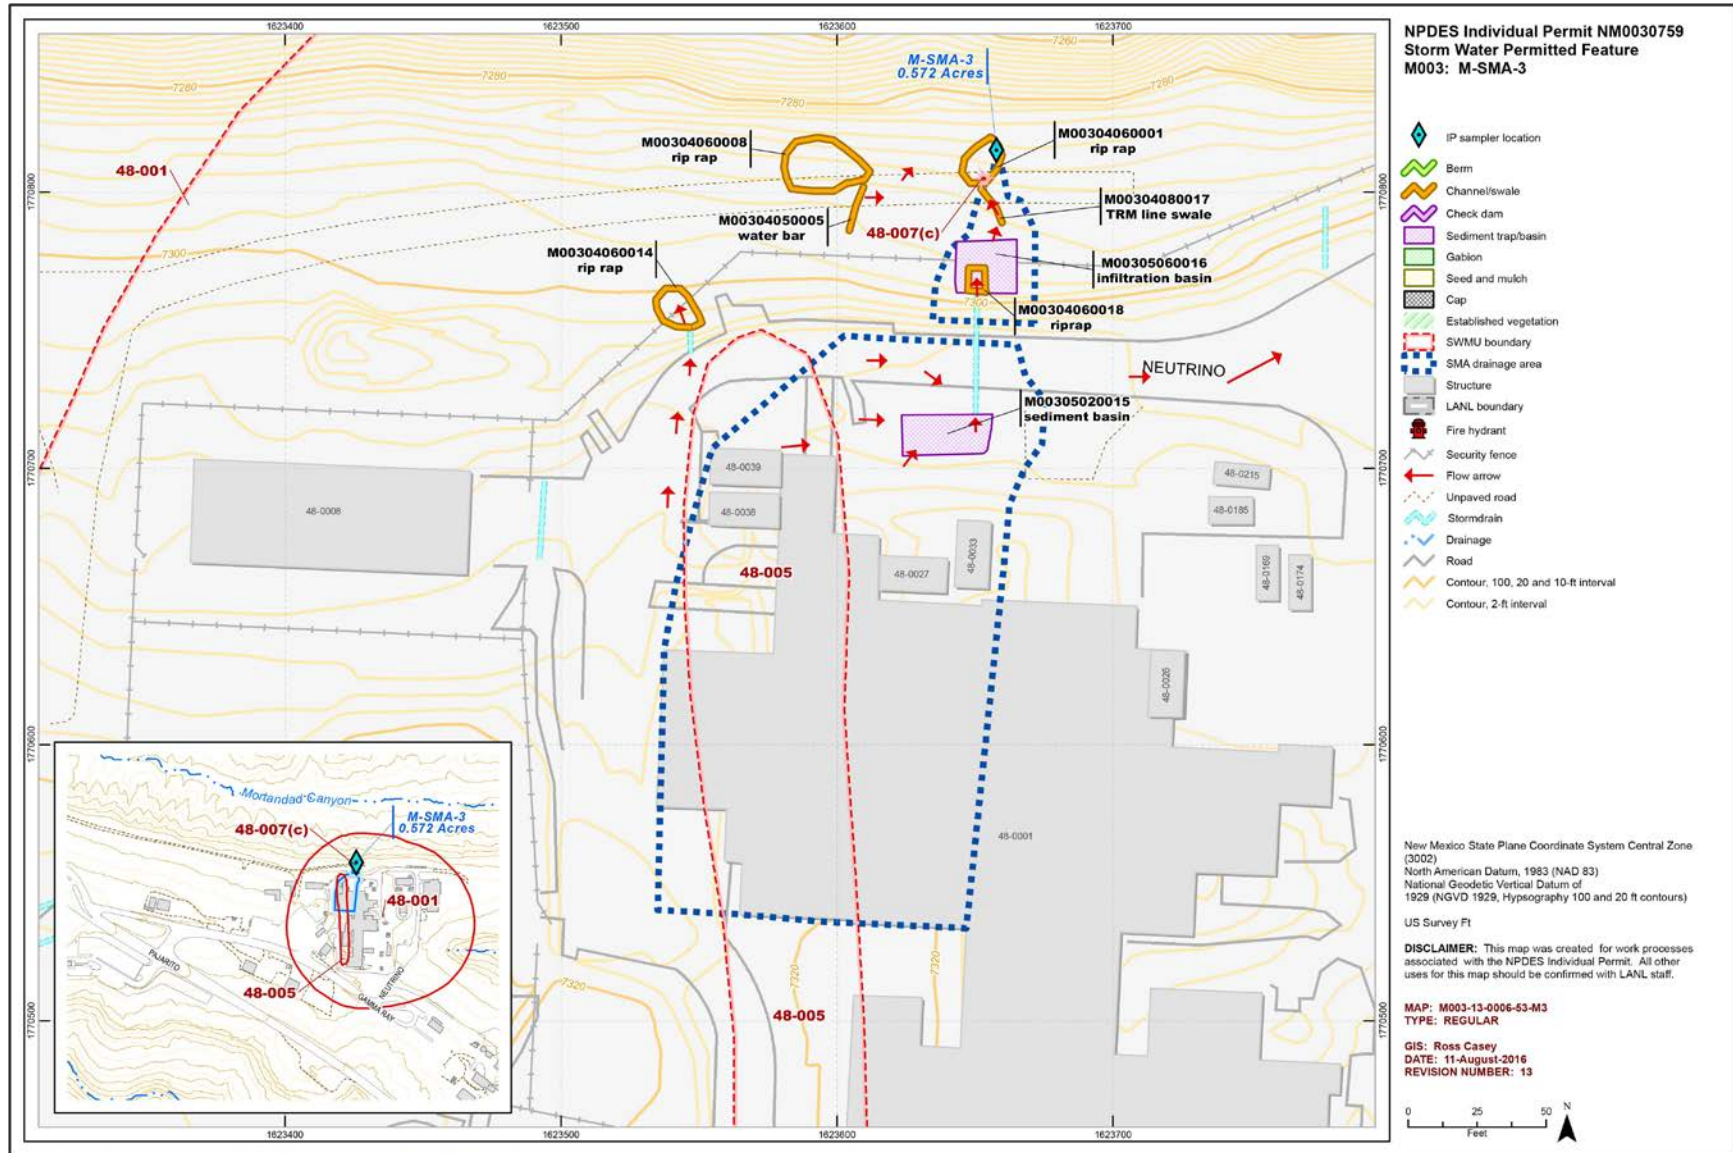 NPDES Individual Permit NM0030759
Storm Water Permitted Feature
M003: M-SMA-3
1623400
1623500
1623600
1623700
7260
M-SMA-3
0.572 Acres
7280
7280
7280
M00304060008
rip rap
M00304060001
rip rap
48-001
1770800
1770800
M00304080017
TRM line swale
M00304050005
water bar
48-007(c)
7300
M00304060014
rip rap
M00305060016
infiltration basin
7300
M00304060018
riprap
NEUTRINO
M00305020015
sediment basin
1770700
1770700
48-0039
48-0038
48-0008
48-0215
48-0185
48-0033
48-0027
48-0169
48-0174
48-005
48-0026
1770600
1770600
48-0001
7320
7320
7320
48-005
1770500
1770500
Mortandad Canyon
48-007(c)
M-SMA-3
0.572 Acres
48-001
PAJARITO
48-005
NEUTRINO
GAMMA RAY
1623400
1623500
1623600
1623700
IP sampler location
Berm
Channel/swale
Check dam
Sediment trap/basin
Gabion
Seed and mulch
Cap
Established vegetation
SWMU boundary
SMA drainage area
Structure
LANL boundary
Fire hydrant
Security fence
Flow arrow
Unpaved road
Stormdrain
Drainage
Road
Contour, 100, 20 and 10-ft interval
Contour, 2-ft interval
New Mexico State Plane Coordinate System Central Zone
(3002)
North American Datum, 1983 (NAD 83)
National Geodetic Vertical Datum of
1929 (NGVD 1929, Hypsography 100 and 20 ft contours)
US Survey Ft
DISCLAIMER: This map was created for work processes
associated with the NPDES Individual Permit. All other
uses for this map should be confirmed with LANL staff.
MAP: M003-13-0006-53-M3
TYPE: REGULAR
GIS: Ross Casey
DATE: 11-August-2016
REVISION NUMBER: 13
0 25 50
Feet
N